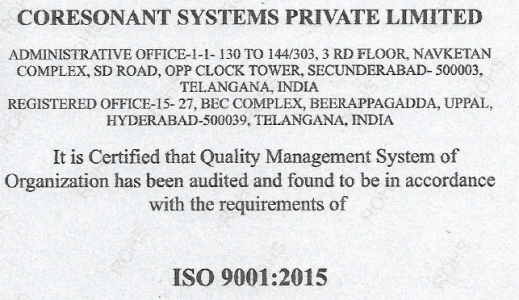 CORESONANT SYSTEMS PRIVATE LIMITED
ADMINISTRATIVE OFFICE-1-1- 130 TO 144/303, 3 RD FLOOR, NAVKETAN
COMPLEX, SD ROAD, OPP CLOCK TOWER, SECUNDERABAD- 500003,
TELANGANA, INDIA
REGISTERED OFFICE-15- 27, BEC COMPLEX, BEERAPPAGADDA, UPPAL,
HYDERABAD-500039, TELANGANA, INDIA
It is Certified that Quality Management System of
Organization has been audited and found to be in accordance
with the requirements of
ISO 9001:2015